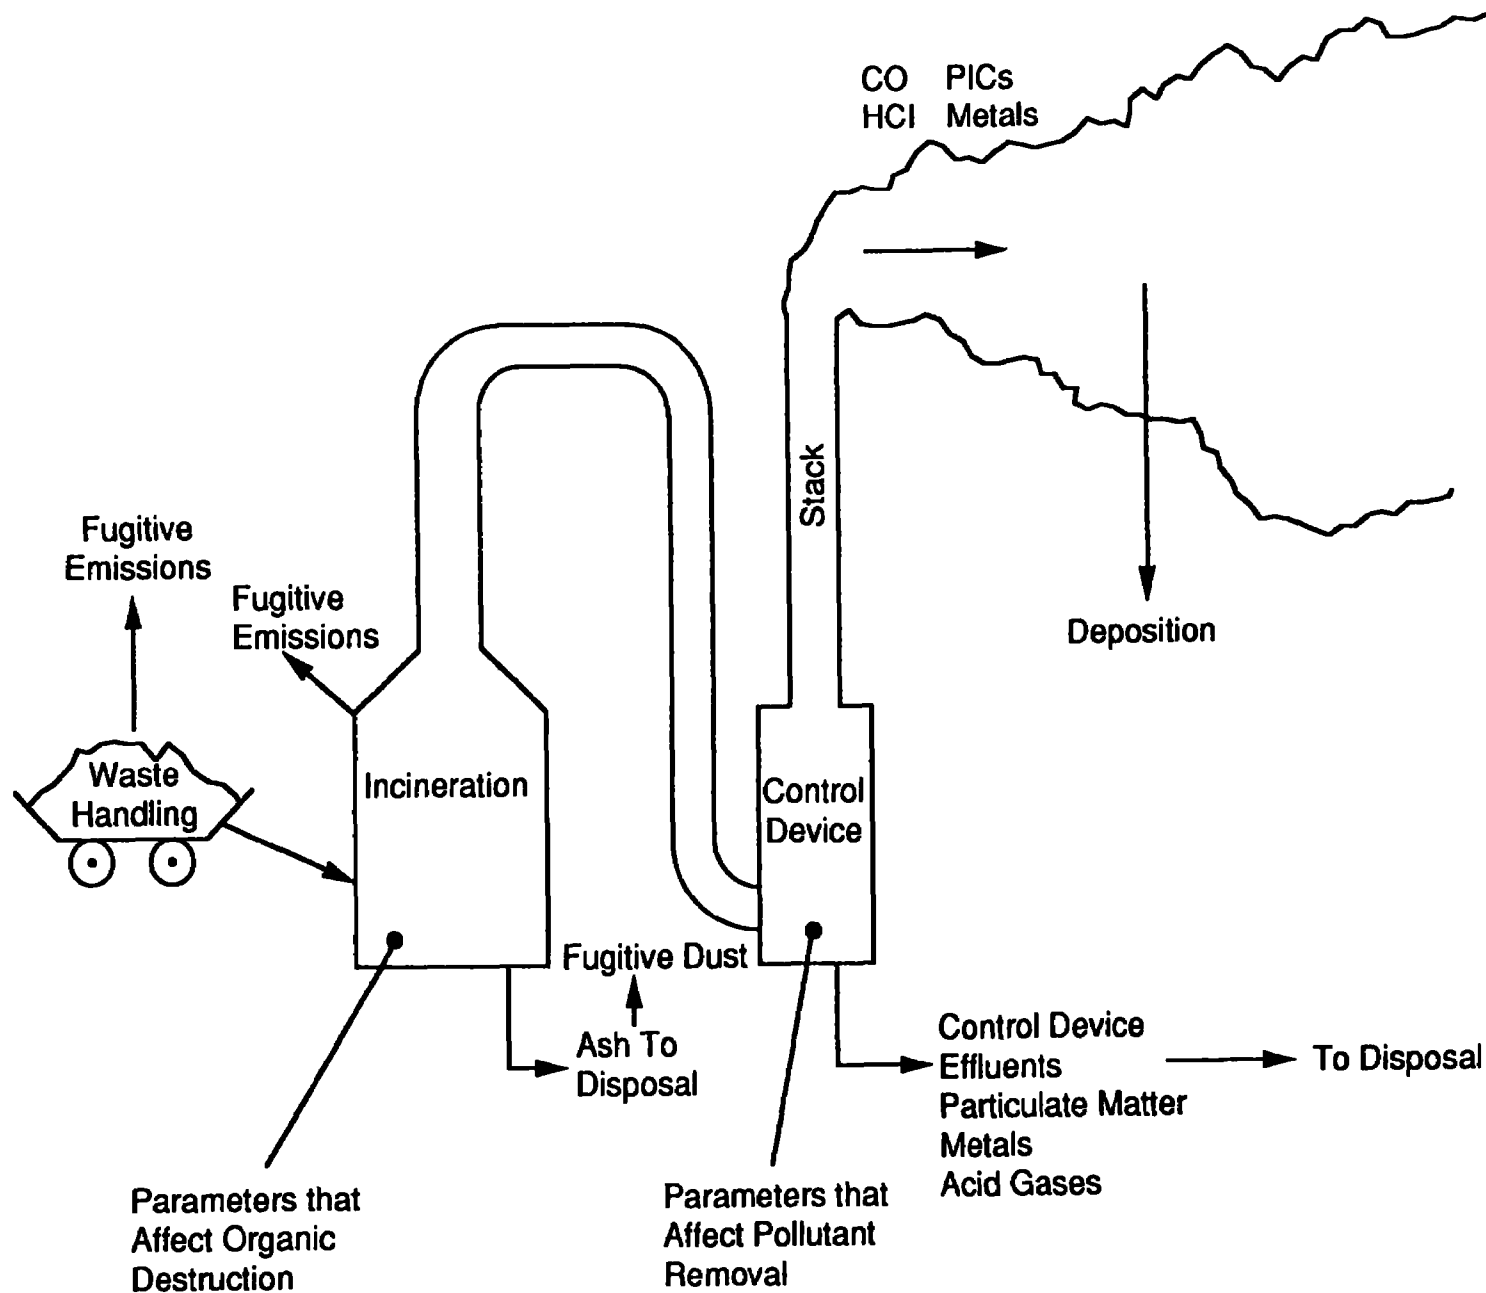 CO PICs
HCl Metals
Stack
Fugitive
Emissions
Fugitive
Emissions
Deposition
Waste
Handling
Incineration
Control
Device
Fugitive Dust
Ash To
Disposal
Control Device
Effluents
Particulate Matter
Metals
Acid Gases
To Disposal
Parameters that
Affect Organic
Destruction
Parameters that
Affect Pollutant
Removal